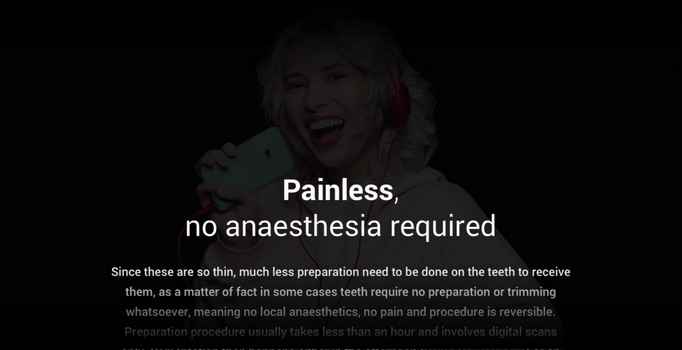 Painless,
no anaesthesia required
Since these are so thin, much less preparation need to be done on the teeth to receive
them, as a matter of fact in some cases teeth require no preparation or trimming
whatsoever, meaning no local anaesthetics, no pain and procedure is reversible.
Preparation procedure usually takes less than an hour and involves digital scans